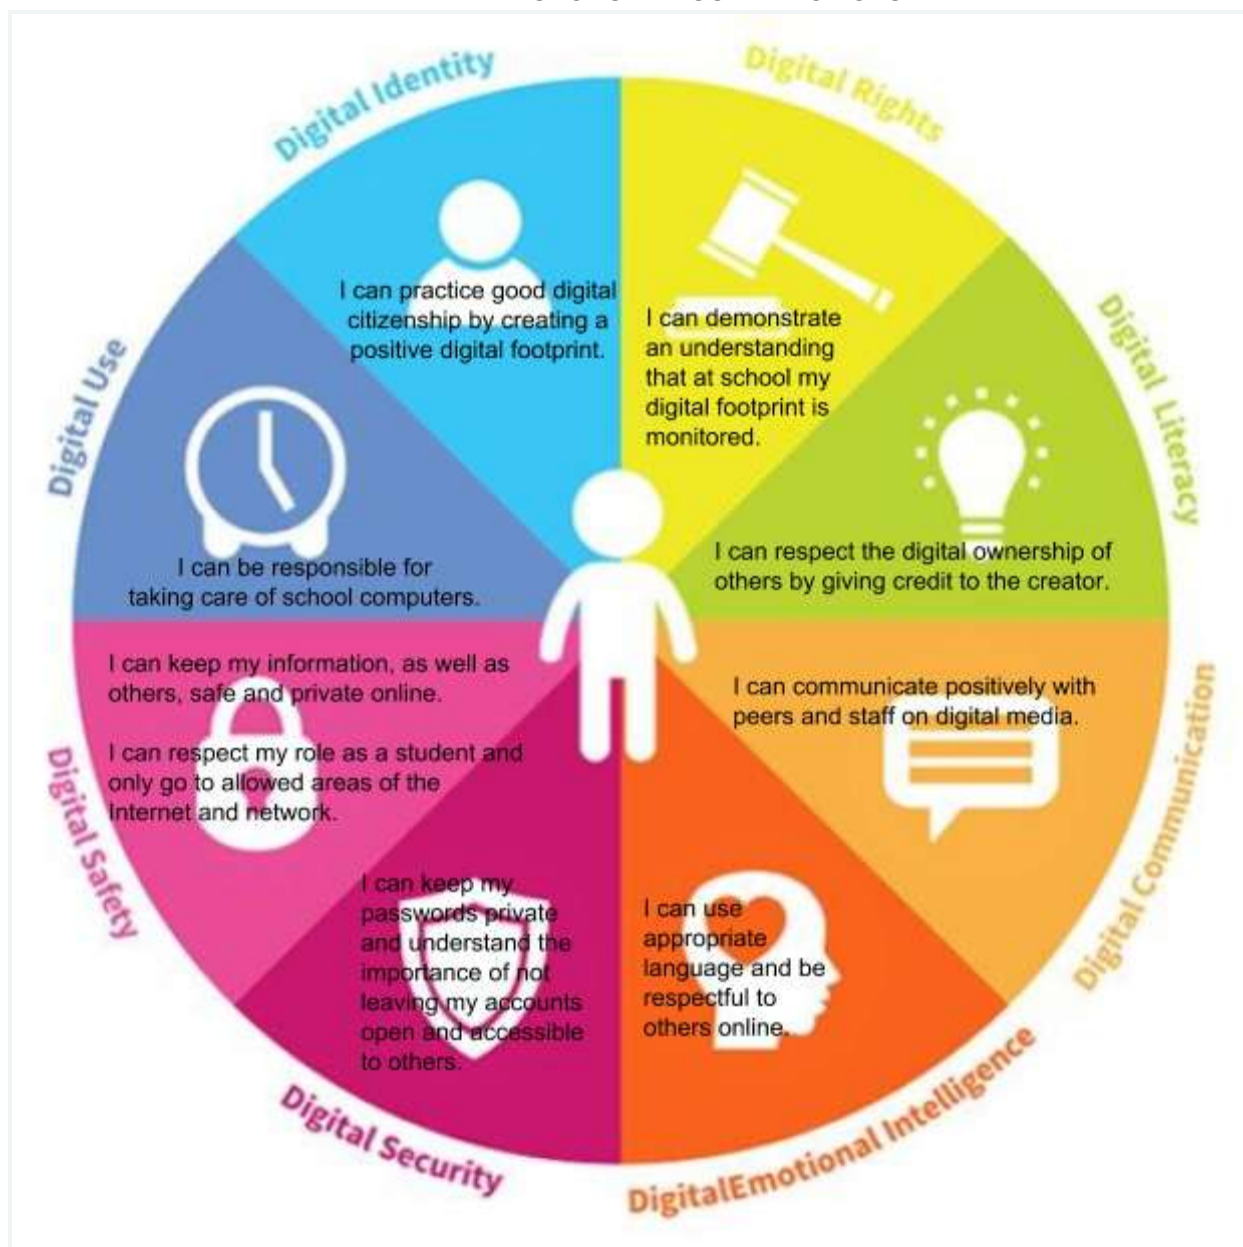 Digital Identity
I can practice good digital
citizenship by creating a
positive digital footprint.
Digital Rights
I can demonstrate
an understanding
that at school my
digital footprint is
monitored.
Digital Literacy
I can respect the digital ownership of
others by giving credit to the creator.
Digital Communication
I can communicate positively with
peers and staff on digital media.
DigitalEmotional Intelligence
I can use
appropriate
language and be
respectful to
others online.
Digital Security
I can keep my
passwords private
and understand the
importance of not
leaving my accounts
open and accessible
to others.
Digital Safety
I can keep my information, as well as
others, safe and private online.
I can respect my role as a student and
only go to allowed areas of the
Internet and network.
Digital Use
I can be responsible for
taking care of school computers.